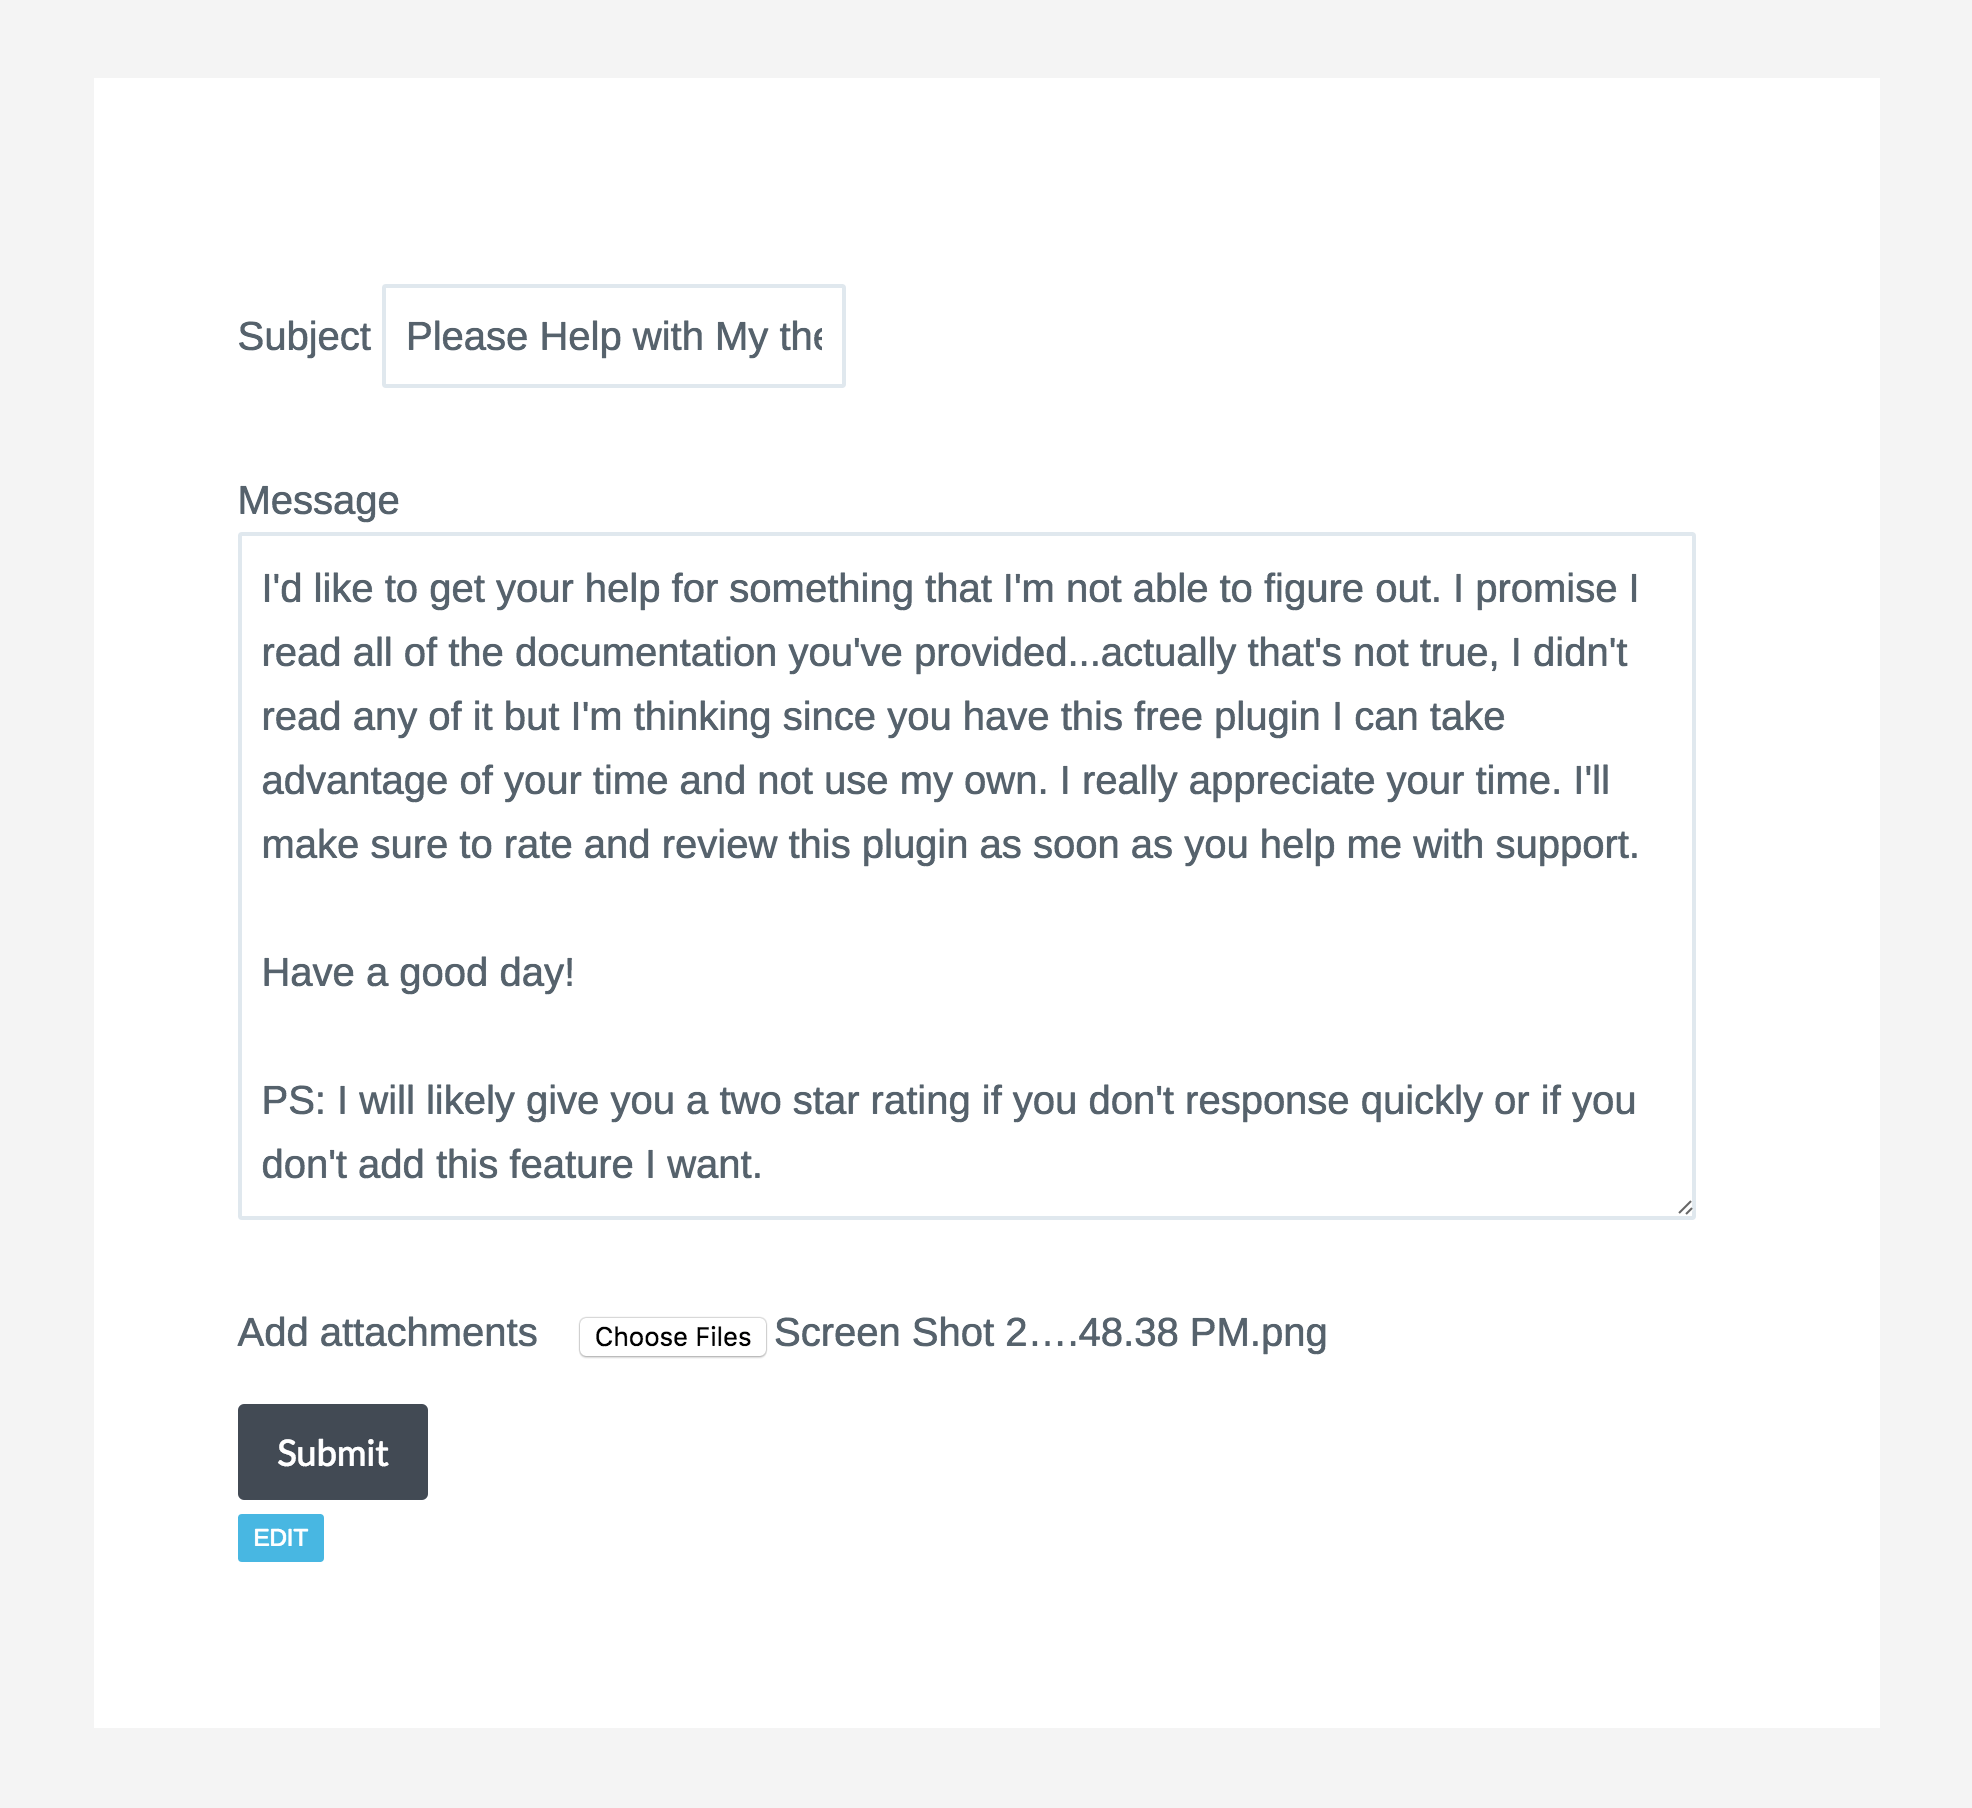 Subject Please Help with My the
Message
I'd like to get your help for something that I'm not able to figure out. I promise I
read all of the documentation you've provided...actually that's not true, I didn't
read any of it but I'm thinking since you have this free plugin I can take
advantage of your time and not use my own. I really appreciate your time. I'll
make sure to rate and review this plugin as soon as you help me with support.
Have a good day!
PS: I will likely give you a two star rating if you don't response quickly or if you
don't add this feature I want.
Add attachments Choose Files Screen Shot 2....48.38 PM.png
Submit
EDIT